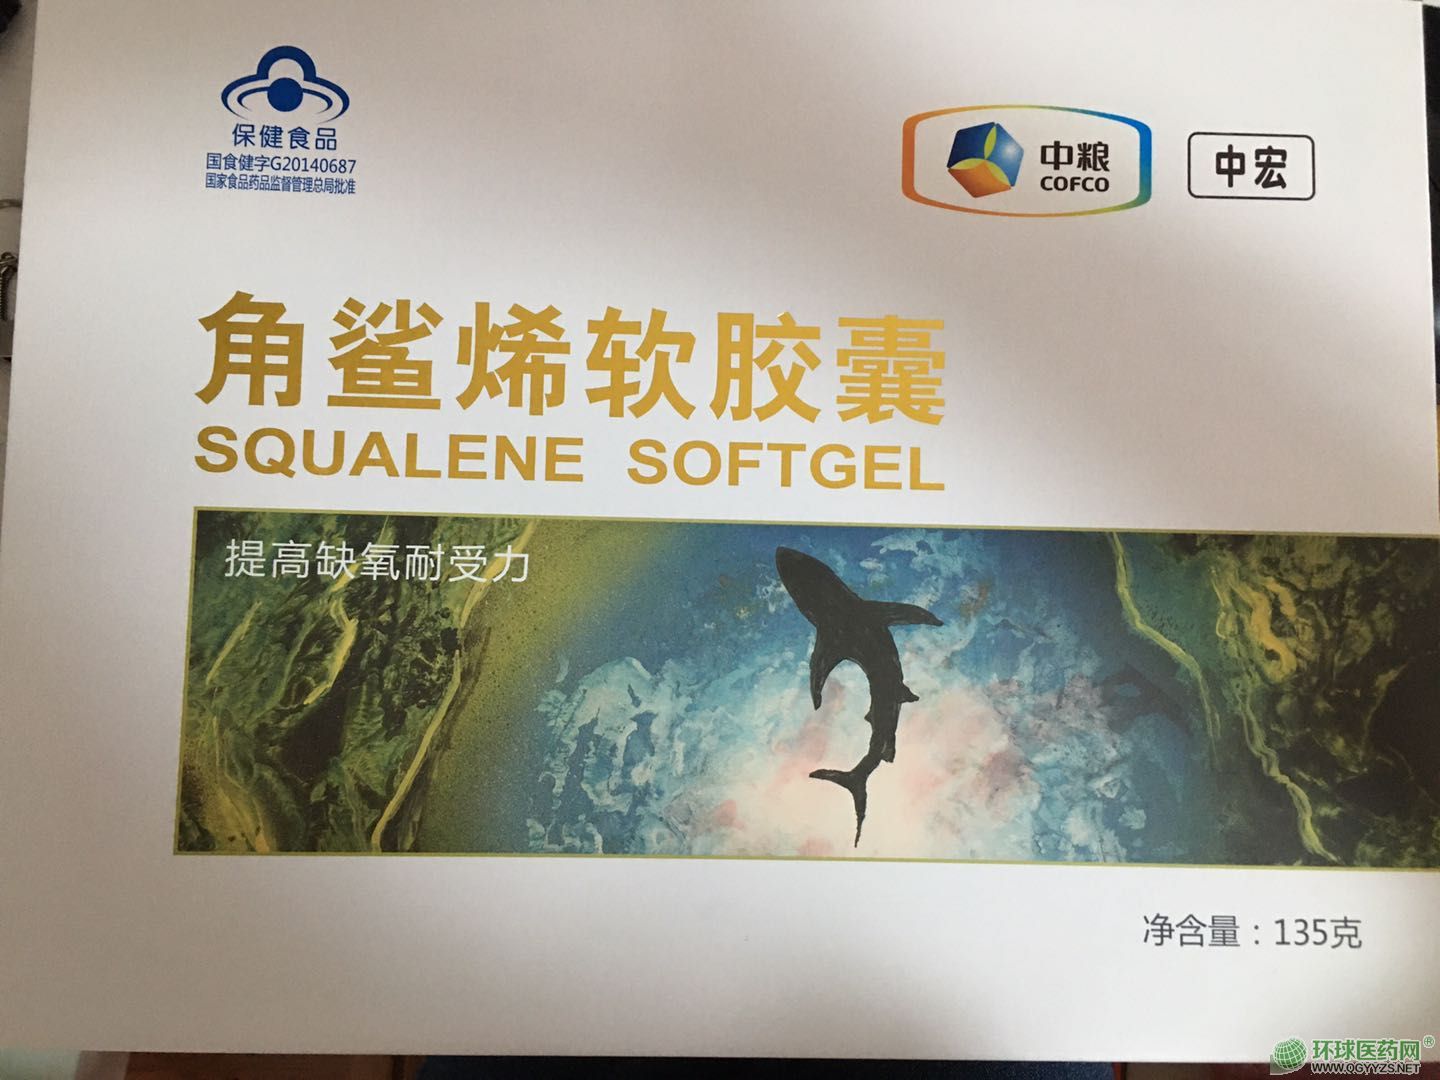 保健食品
国食健字G20140687
国家食品药品监督管理总局批准
中粮
COFCO
中宏
角鲨烯软胶囊
SQUALENE SOFTGEL
提高缺氧耐受力
净含量：135克
环球医药网®
WWW.QGYYZS.NET